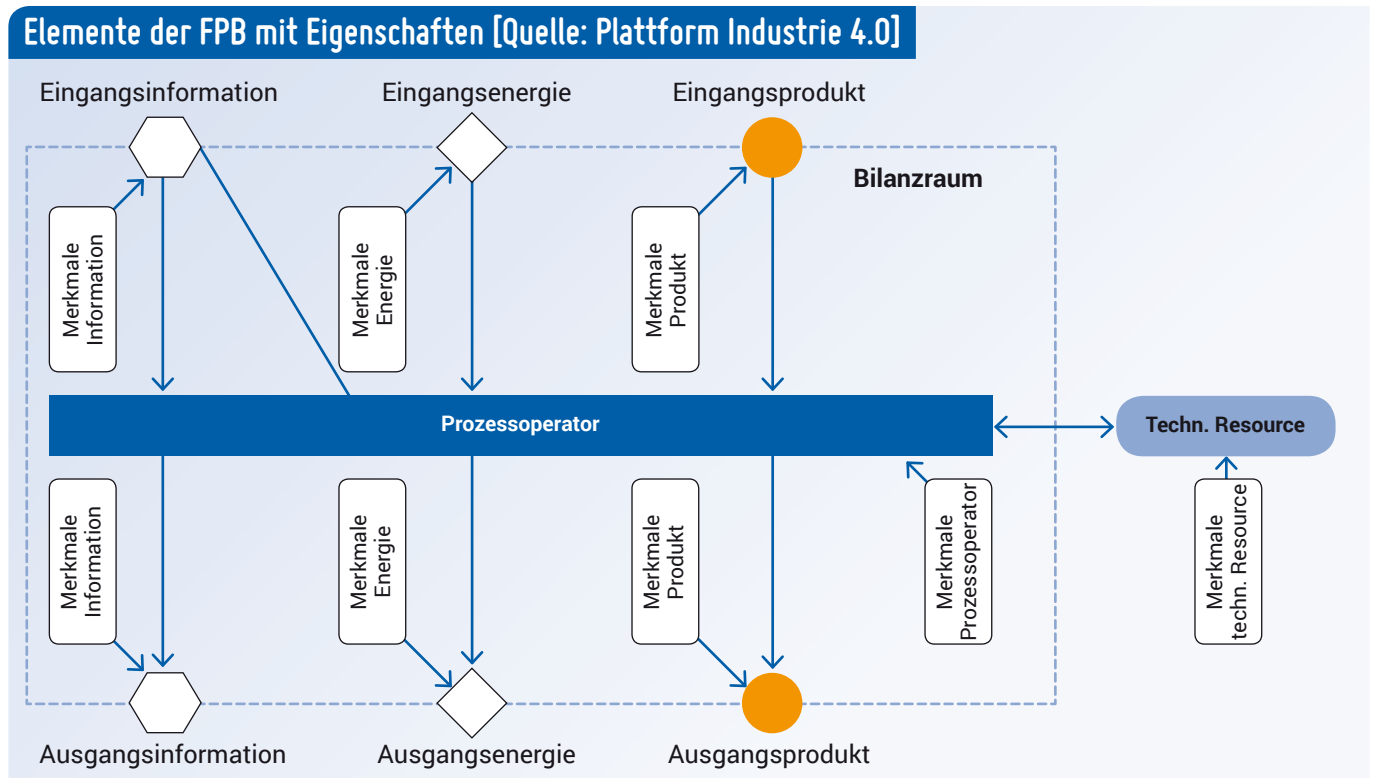 Elemente der FPB mit Eigenschaften [Quelle: Plattform Industrie 4.0]
Eingangsinformation
Eingangsenergie
Eingangsprodukt
Bilanzraum
Merkmale
Information
Merkmale
Energie
Merkmale
Produkt
Prozessoperator
Techn. Resource
Merkmale
Information
Merkmale
Energie
Merkmale
Produkt
Merkmale
Prozessoperator
Merkmale
techn. Resource
Ausgangsinformation
Ausgangsenergie
Ausgangsprodukt